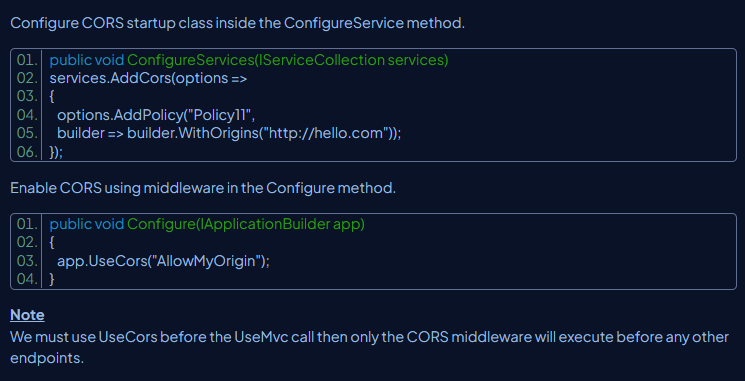 Configure CORS startup class inside the ConfigureService method.
01. public void ConfigureServices(IServiceCollection services)
02. services.AddCors(options =>
03. {
04. options.AddPolicy("Policy11",
05. builder => builder.WithOrigins("http://hello.com"));
06. });
Enable CORS using middleware in the Configure method.
01. public void Configure(IApplicationBuilder app)
02. {
03. app.UseCors("AllowMyOrigin");
04. }
Note
We must use UseCors before the UseMvc call then only the CORS middleware will execute before any other
endpoints.